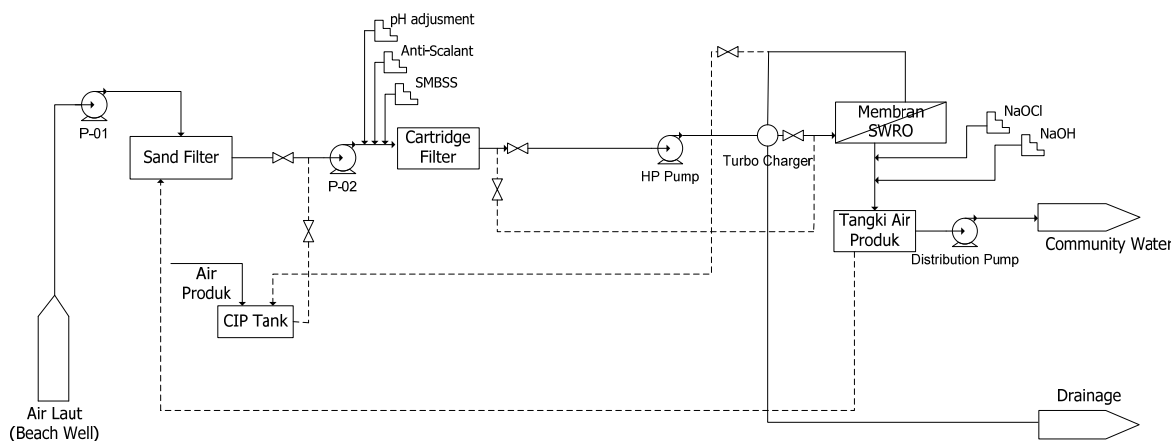 pH adjusment
Anti-Scalant
SMBSS
P-01
Sand Filter
P-02
Cartridge
Filter
HP Pump
Turbo Charger
Membran
SWRO
NaOCl
NaOH
Tangki Air
Produk
Distribution Pump
Community Water
Air
Produk
CIP Tank
Air Laut
(Beach Well)
Drainage